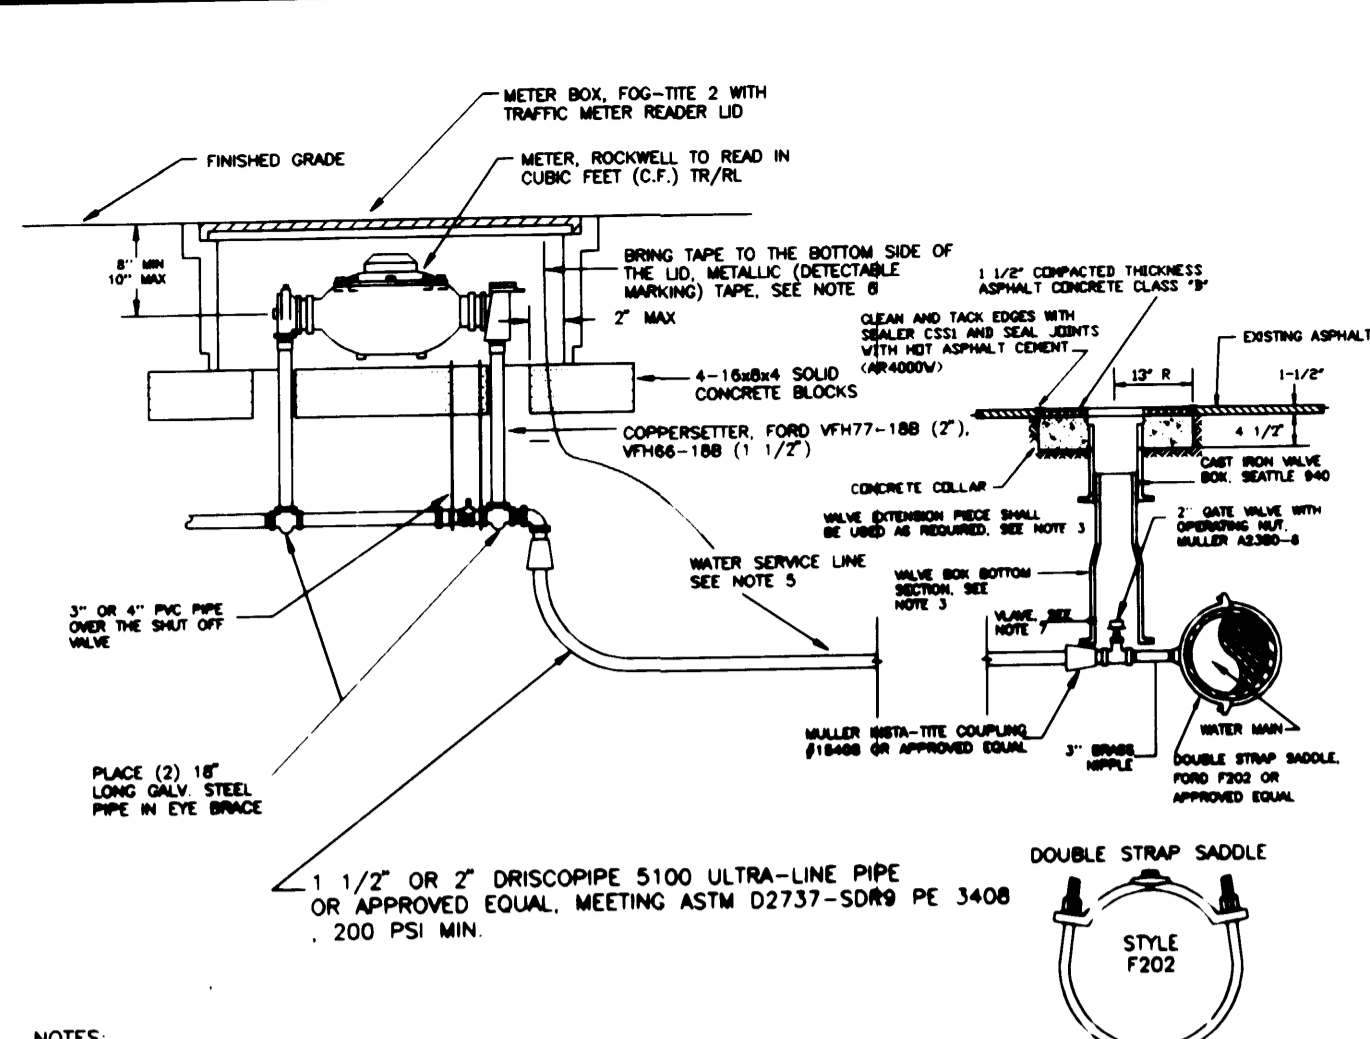 METER BOX, FOG-TITE 2 WITH
TRAFFIC METER READER LID
FINISHED GRADE
METER, ROCKWELL TO READ IN
CUBIC FEET (C.F.) TR/RL
8" MIN
10" MAX
BRING TAPE TO THE BOTTOM SIDE OF
THE LID, METALLIC (DETECTABLE
MARKING) TAPE, SEE NOTE 6
2" MAX
1 1/2" COMPACTED THICKNESS
ASPHALT CONCRETE CLASS "B"
CLEAN AND TACK EDGES WITH
SEALER CSS1 AND SEAL JOINTS
WITH HOT ASPHALT CEMENT
(AR4000W)
EXISTING ASPHALT
13" R
1-1/2"
4 1/2"
4-16x8x4 SOLID
CONCRETE BLOCKS
COPPERSETTER, FORD VFH77-18B (2"),
VFH66-18B (1 1/2")
CAST IRON VALVE
BOX, SEATTLE 940
CONCRETE COLLAR
VALVE EXTENSION PIECE SHALL
BE USED AS REQUIRED, SEE NOTE 3
2" GATE VALVE WITH
OPERATING NUT,
MULLER A2380-8
WATER SERVICE LINE
SEE NOTE 5
VALVE BOX BOTTOM
SECTION, SEE
NOTE 3
VLAVE, SEE
NOTE 7
3" OR 4" PVC PIPE
OVER THE SHUT OFF
VALVE
MULLER INSTA-TITE COUPLING
OR APPROVED EQUAL
3" BRASS
NIPPLE
WATER MAIN
DOUBLE STRAP SADDLE,
FORD F202 OR
APPROVED EQUAL
PLACE (2) 18"
LONG GALV. STEEL
PIPE IN EYE BRACE
1 1/2" OR 2" DRISCOPIPE 5100 ULTRA-LINE PIPE
OR APPROVED EQUAL, MEETING ASTM D2737-SDR9 PE 3408
, 200 PSI MIN.
DOUBLE STRAP SADDLE
STYLE
F202
NOTES: